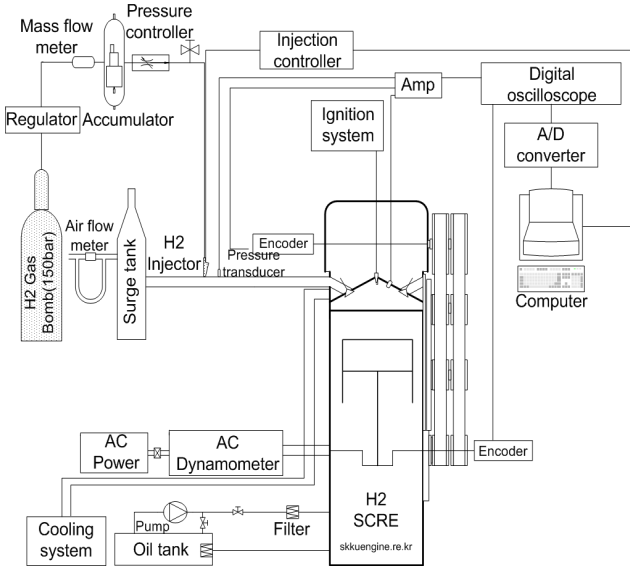 Pressure
controller
Mass flow
meter
Injection
controller
Amp
Digital
oscilloscope
Regulator
Accumulator
Ignition
system
A/D
converter
Air flow
meter
H2
Injector
Encoder
Pressure
transducer
H2 Gas
Bomb(150bar)
Surge tank
Computer
AC
Power
AC
Dynamometer
Encoder
H2
SCRE
skkuengine.re.kr
Cooling
system
Pump
Oil tank
Filter